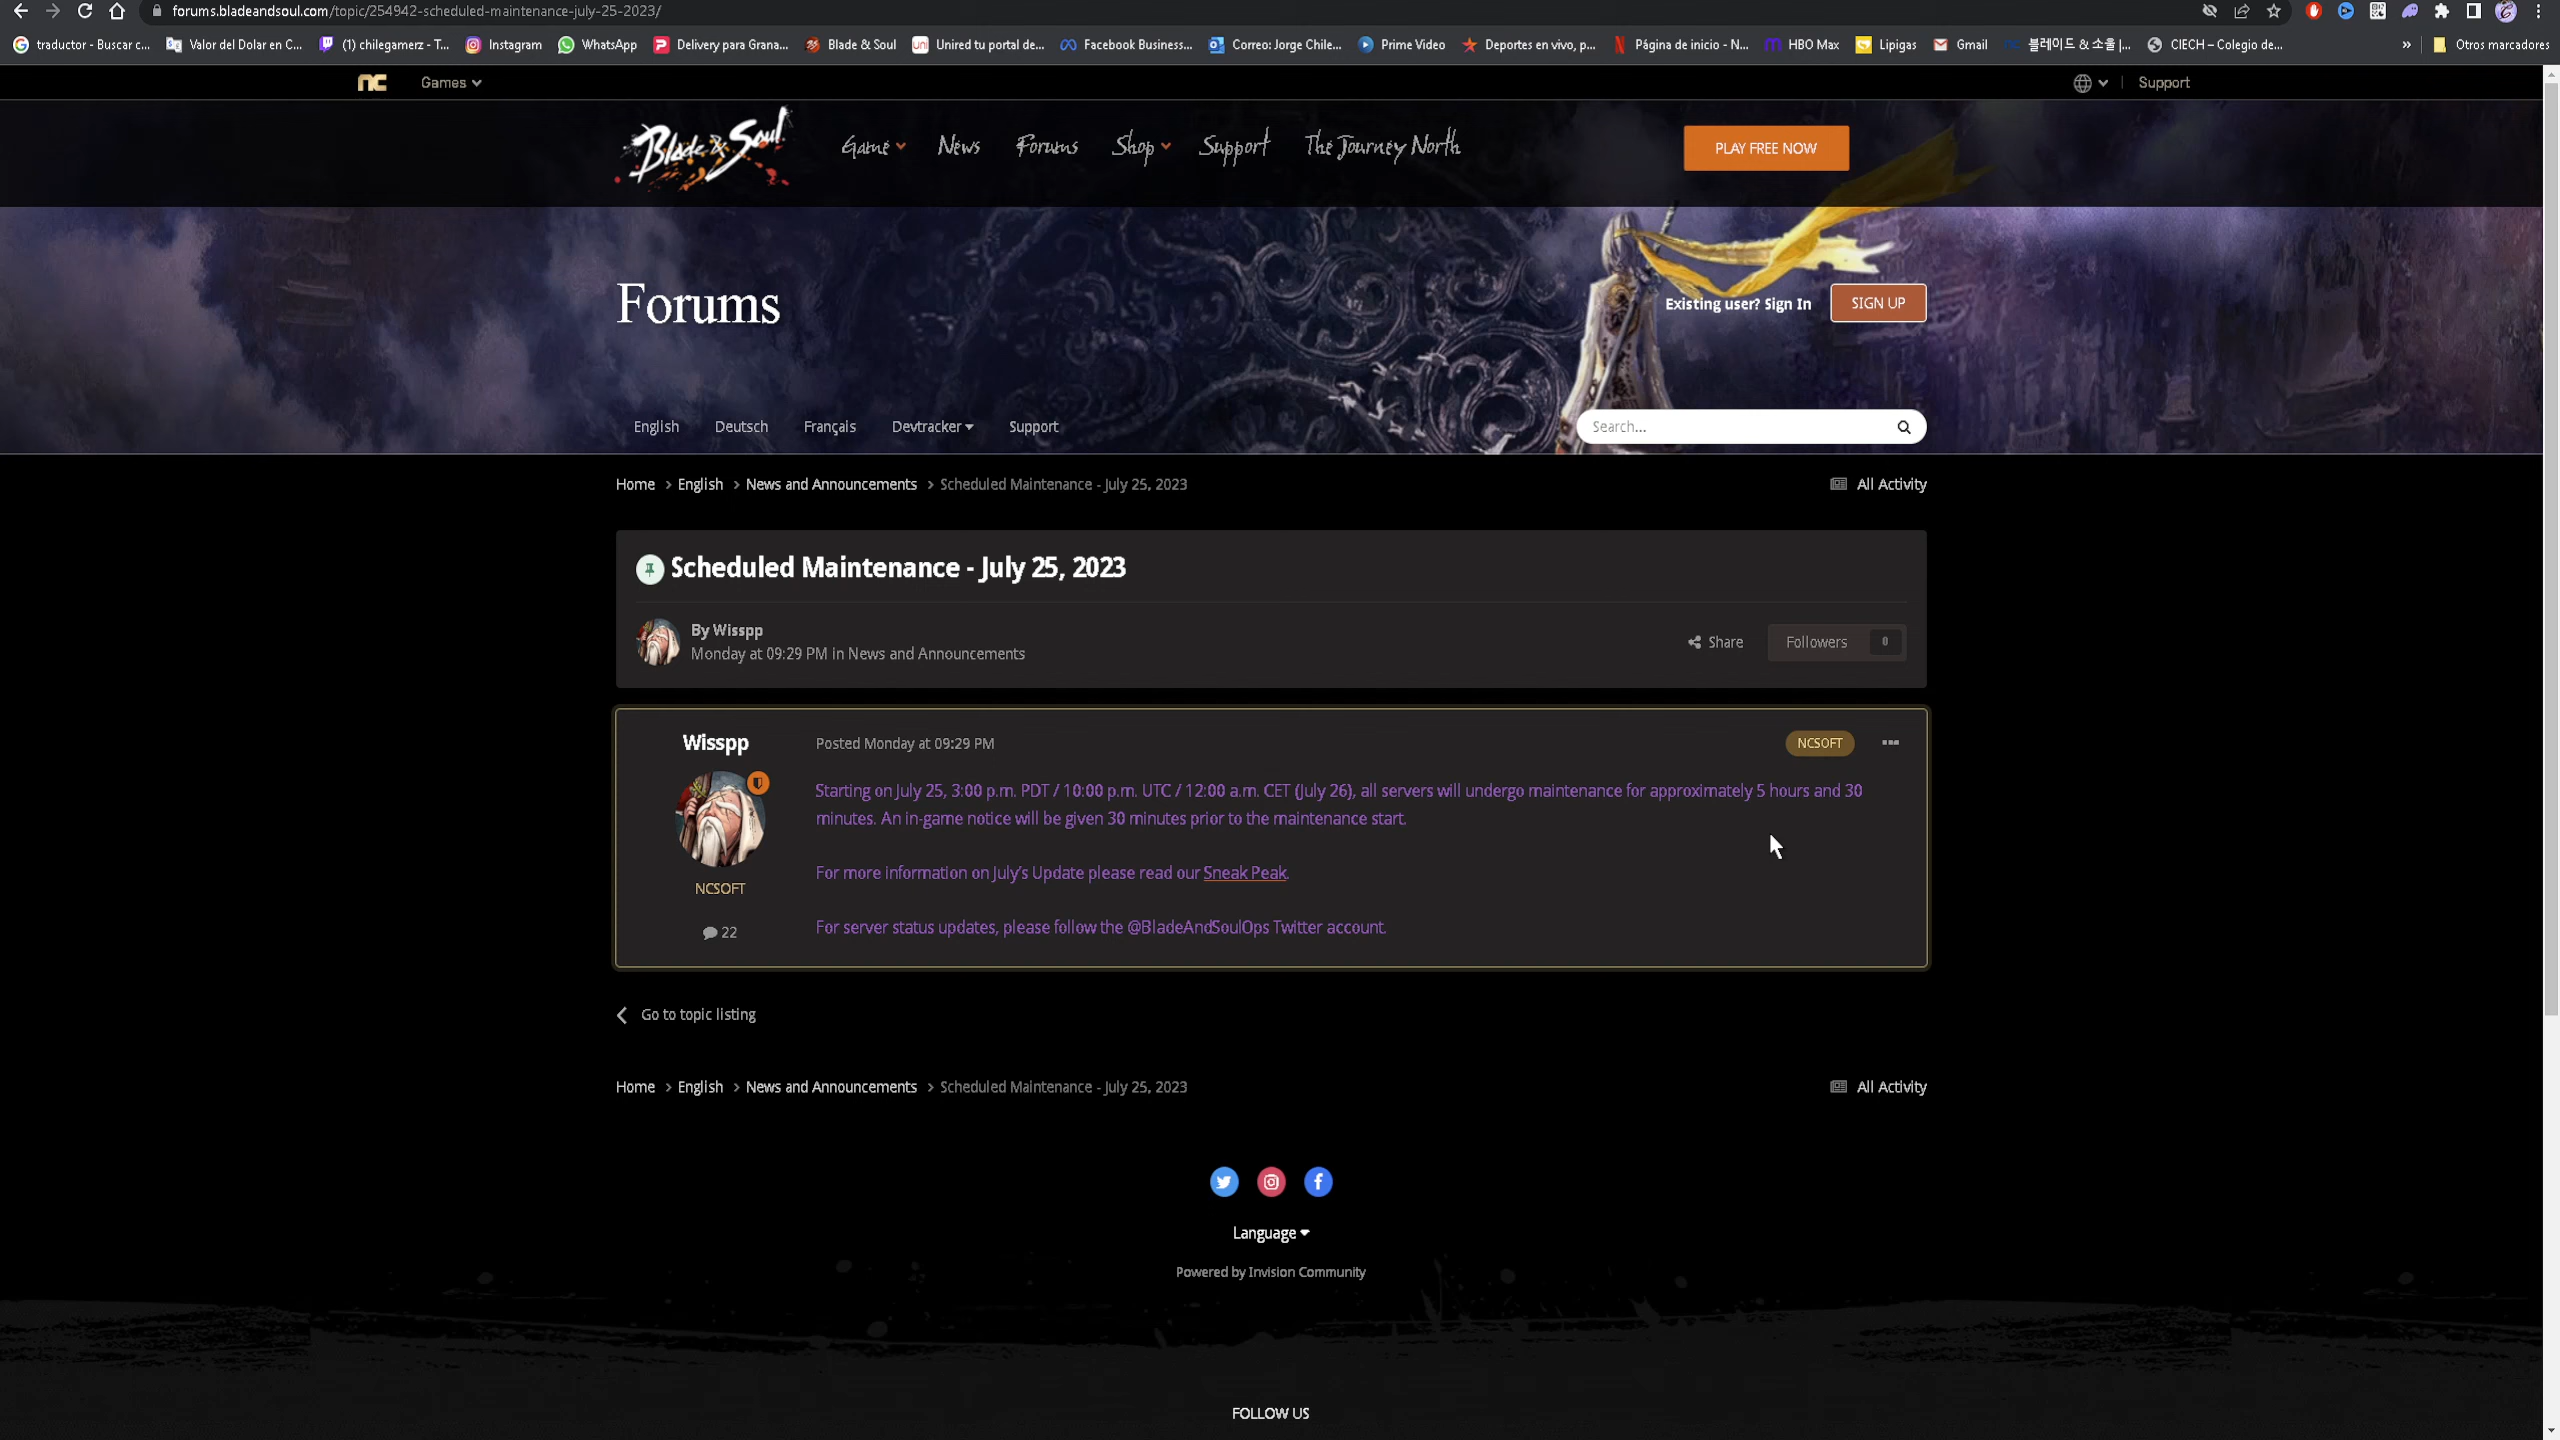 forums.bladeandsoul.com/topic/254942-scheduled-maintenance-july-25-2023/
traductor - Buscar c... Valor del Dolar en C... (1) chilegamerz - T... Instagram WhatsApp Delivery para Grana... Blade & Soul Unired tu portal de... Facebook Business... Correo: Jorge Chile... Prime Video Deportes en vivo, p... Página de inicio - N... HBO Max Lipigas Gmail 블레이드 & 소울 |... CIECH – Colegio de... » Otros marcadores
nc Games Support
Blade & Soul Game News Forums Shop Support The Journey North PLAY FREE NOW
Forums
Existing user? Sign In SIGN UP
English Deutsch Français Devtracker Support Search...
Home > English > News and Announcements > Scheduled Maintenance - July 25, 2023 All Activity
Scheduled Maintenance - July 25, 2023
By Wisspp
Monday at 09:29 PM in News and Announcements
Share Followers 0
Wisspp Posted Monday at 09:29 PM NCSOFT
Starting on July 25, 3:00 p.m. PDT / 10:00 p.m. UTC / 12:00 a.m. CET (July 26), all servers will undergo maintenance for approximately 5 hours and 30
minutes. An in-game notice will be given 30 minutes prior to the maintenance start.
For more information on July's Update please read our Sneak Peak.
NCSOFT
For server status updates, please follow the @BladeAndSoulOps Twitter account.
22
Go to topic listing
Home > English > News and Announcements > Scheduled Maintenance - July 25, 2023 All Activity
Language
Powered by Invision Community
FOLLOW US